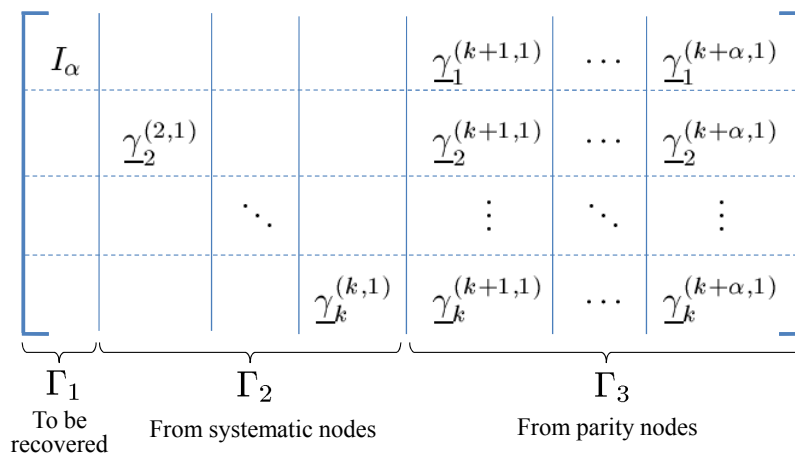 I_α γ_1^(k+1,1) ⋯ γ_1^(k+α,1)
γ_2^(2,1) γ_2^(k+1,1) ⋯ γ_2^(k+α,1)
⋱ ⋮ ⋱ ⋮
γ_k^(k,1) γ_k^(k+1,1) ⋯ γ_k^(k+α,1)
Γ_1 Γ_2 Γ_3
To be
recovered
From systematic nodes
From parity nodes